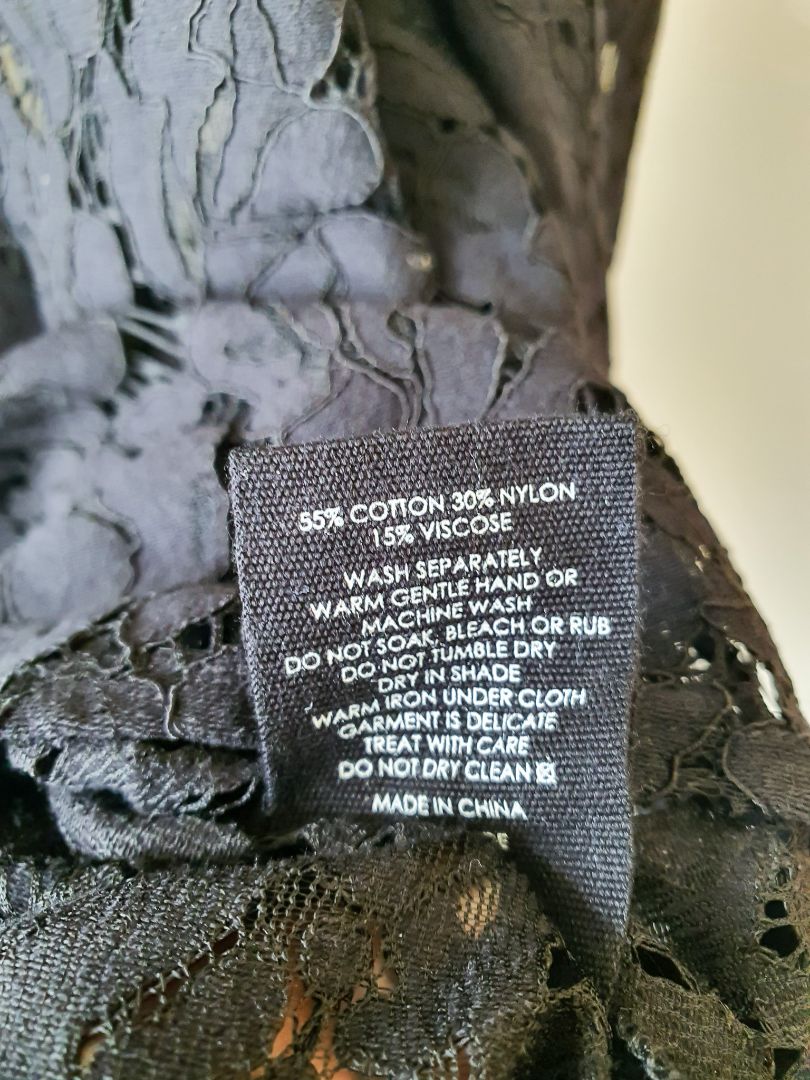 55% COTTON 30% NYLON
15% VISCOSE
WASH SEPARATELY
WARM GENTLE HAND OR
MACHINE WASH
DO NOT SOAK, BLEACH OR RUB
DO NOT TUMBLE DRY
DRY IN SHADE
WARM IRON UNDER CLOTH
GARMENT IS DELICATE
TREAT WITH CARE
DO NOT DRY CLEAN
MADE IN CHINA